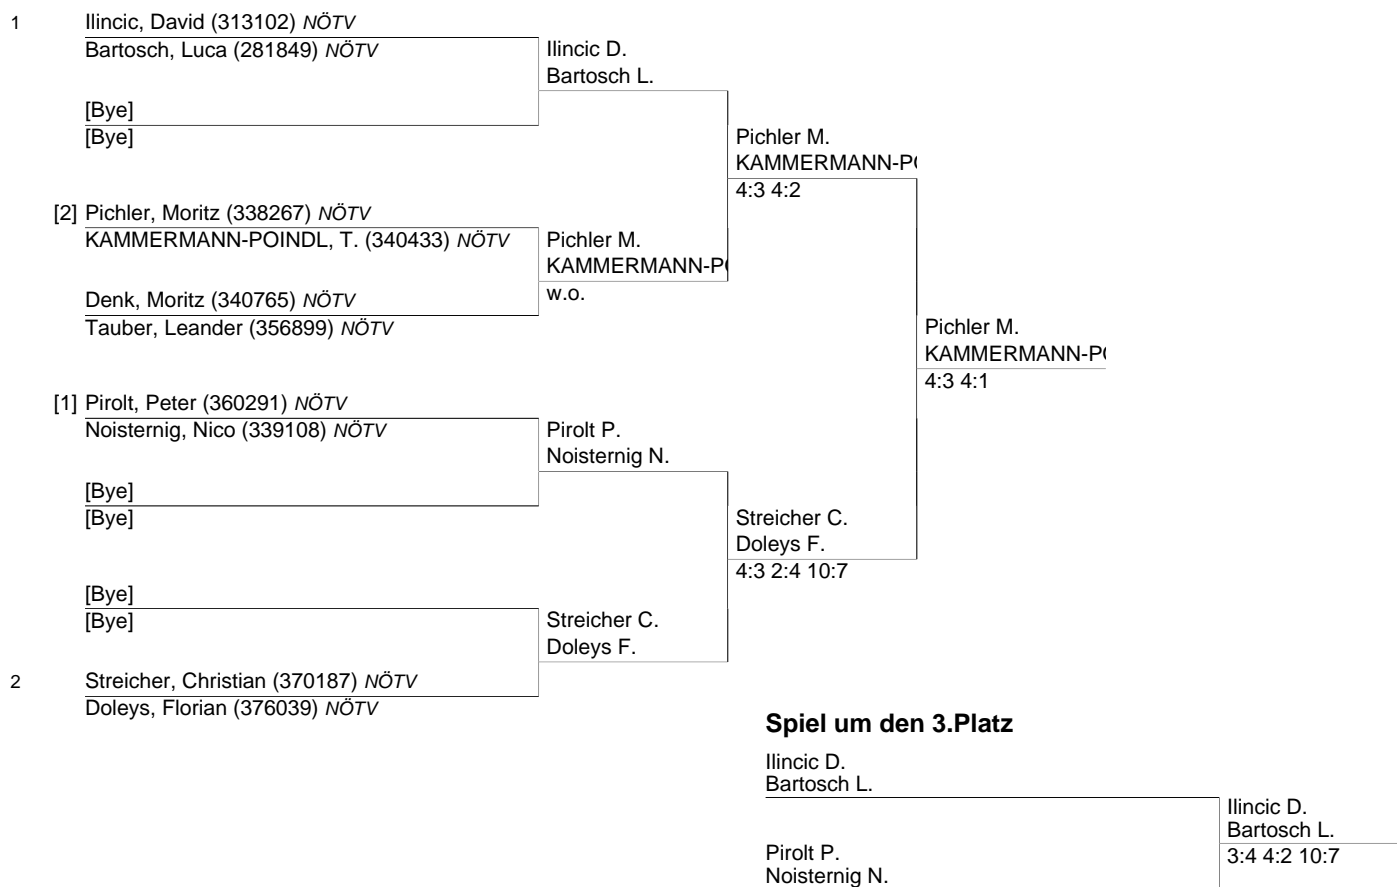 1 Ilincic, David (313102) NÖTV
Bartosch, Luca (281849) NÖTV
Ilincic D.
Bartosch L.
[Bye]
[Bye]
Pichler M.
KAMMERMANN-P
4:3 4:2
[2] Pichler, Moritz (338267) NÖTV
KAMMERMANN-POINDL, T. (340433) NÖTV
Pichler M.
KAMMERMANN-P
w.o.
Denk, Moritz (340765) NÖTV
Tauber, Leander (356899) NÖTV
Pichler M.
KAMMERMANN-P
4:3 4:1
[1] Pirolt, Peter (360291) NÖTV
Noisternig, Nico (339108) NÖTV
Pirolt P.
Noisternig N.
[Bye]
[Bye]
Streicher C.
Doleys F.
4:3 2:4 10:7
[Bye]
[Bye]
Streicher C.
Doleys F.
2 Streicher, Christian (370187) NÖTV
Doleys, Florian (376039) NÖTV
Spiel um den 3.Platz
Ilincic D.
Bartosch L.
Ilincic D.
Bartosch L.
3:4 4:2 10:7
Pirolt P.
Noisternig N.